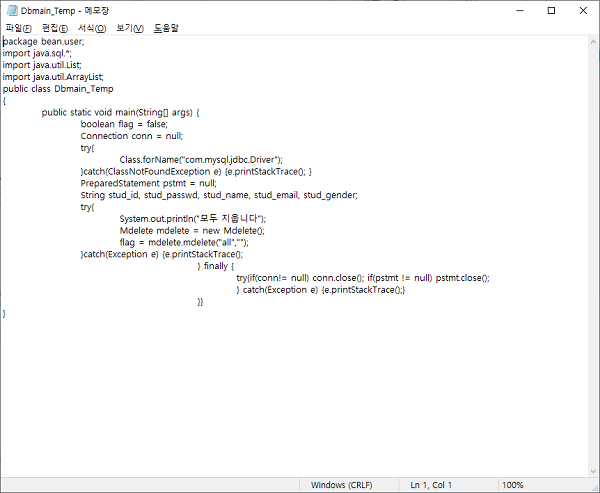 Dbmain_Temp - 메모장
파일(F) 편집(E) 서식(O) 보기(V) 도움말
package bean.user;
import java.sql.*;
import java.util.List;
import java.util.ArrayList;
public class Dbmain_Temp
{
public static void main(String[] args) {
boolean flag = false;
Connection conn = null;
try{
Class.forName("com.mysql.jdbc.Driver");
}catch(ClassNotFoundException e) {e.printStackTrace(); }
PreparedStatement pstmt = null;
String stud_id, stud_passwd, stud_name, stud_email, stud_gender;
try{
System.out.println("모두 지웁니다");
Mdelete mdelete = new Mdelete();
flag = mdelete.mdelete("all","");
}catch(Exception e) {e.printStackTrace();
} finally {
try{if(conn!= null) conn.close(); if(pstmt != null) pstmt.close();
} catch(Exception e) {e.printStackTrace();}
}}
}
Windows (CRLF) Ln 1, Col 1 100%